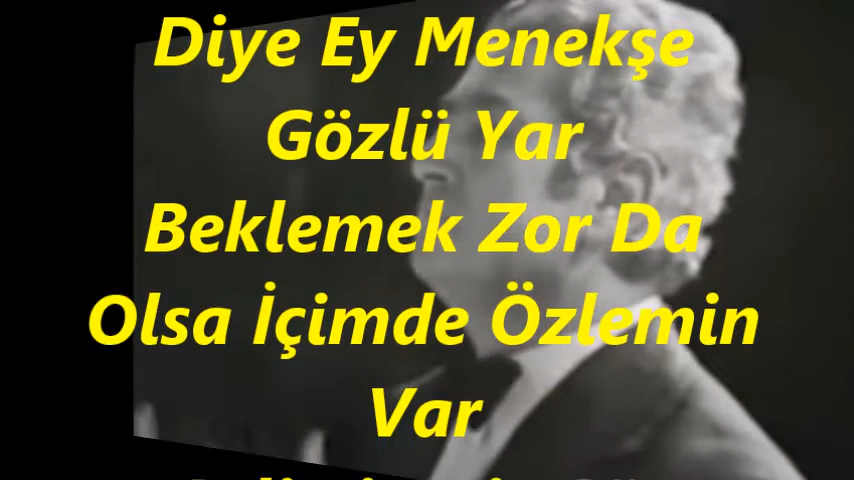 Diye Ey Menekşe
Gözlü Yar
Beklemek Zor Da
Olsa İçimde Özlemin
Var